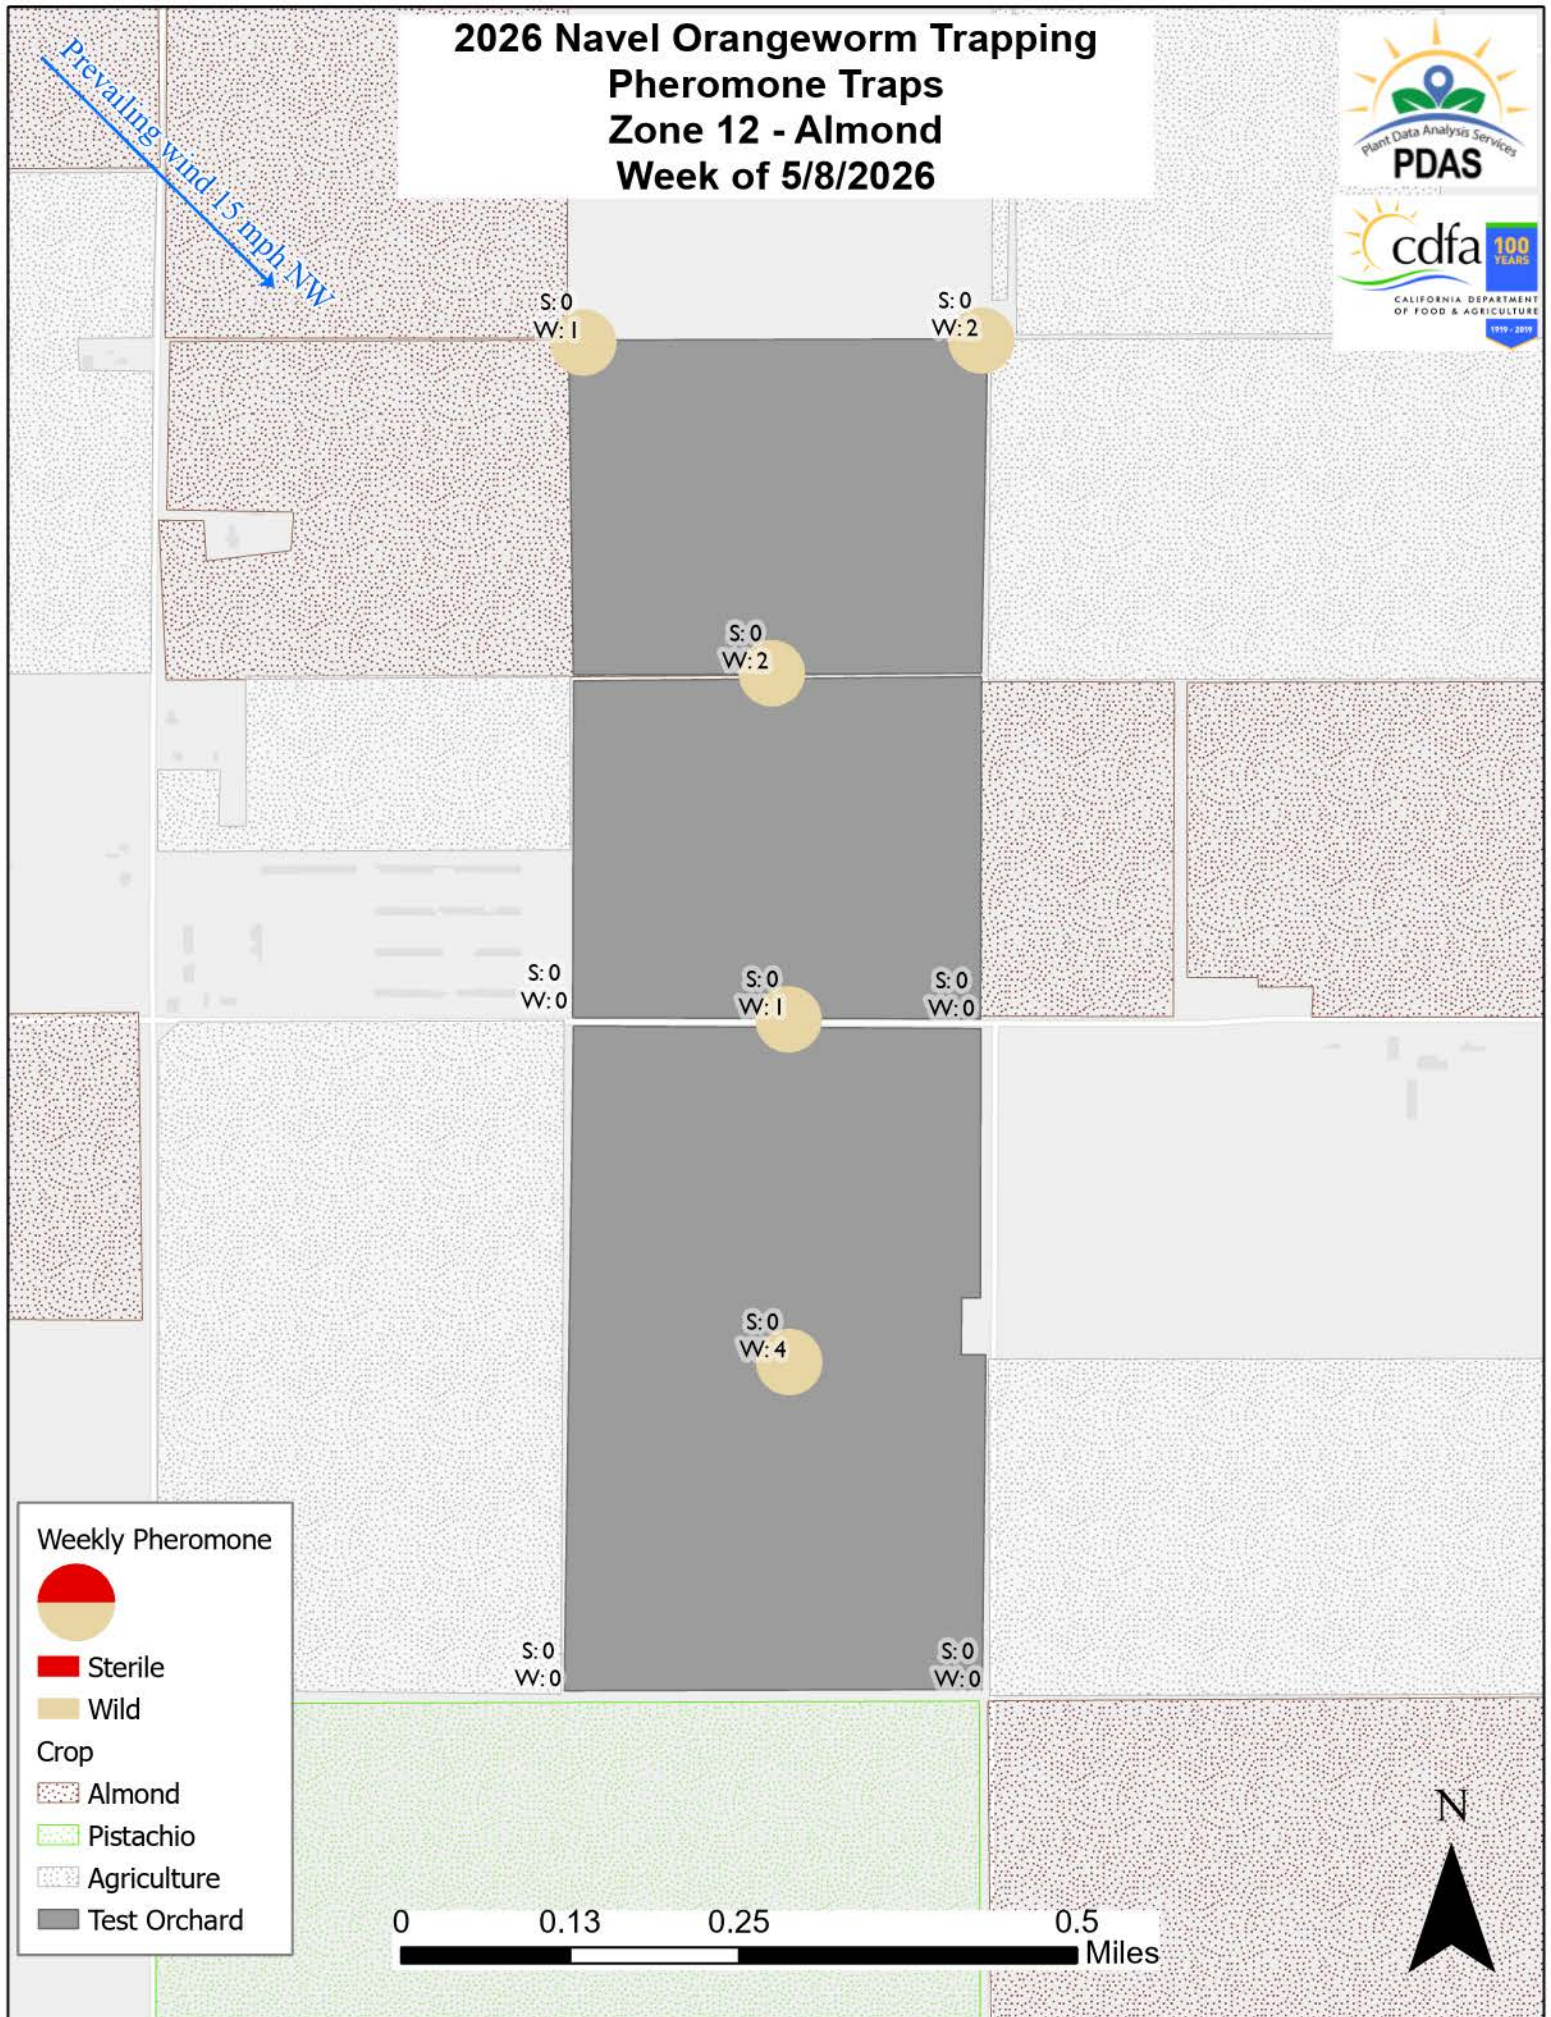 2026 Navel Orangeworm Trapping
Pheromone Traps
Zone 12 - Almond
Week of 5/8/2026
Prevailing wind 15 mph NW
Plant Data Analysis Services
PDAS
cdfa
100
YEARS
CALIFORNIA DEPARTMENT
OF FOOD & AGRICULTURE
1919 - 2019
S: 0
W: 1
S: 0
W: 2
S: 0
W: 2
S: 0
W: 0
S: 0
W: 1
S: 0
W: 0
S: 0
W: 4
S: 0
W: 0
S: 0
W: 0
Weekly Pheromone
Sterile
Wild
Crop
Almond
Pistachio
Agriculture
Test Orchard
0 0.13 0.25 0.5
Miles
N